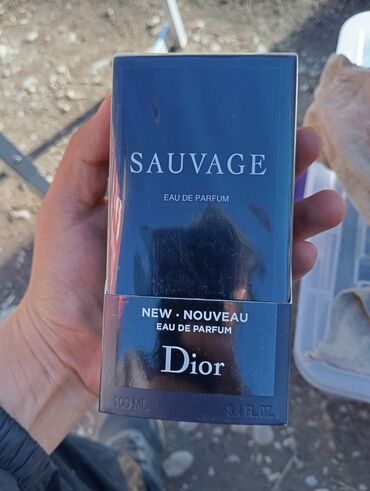 SAUVAGE
EAU DE PARFUM
NEW · NOUVEAU
EAU DE PARFUM
Dior
100 ML 3.4 FL.OZ.